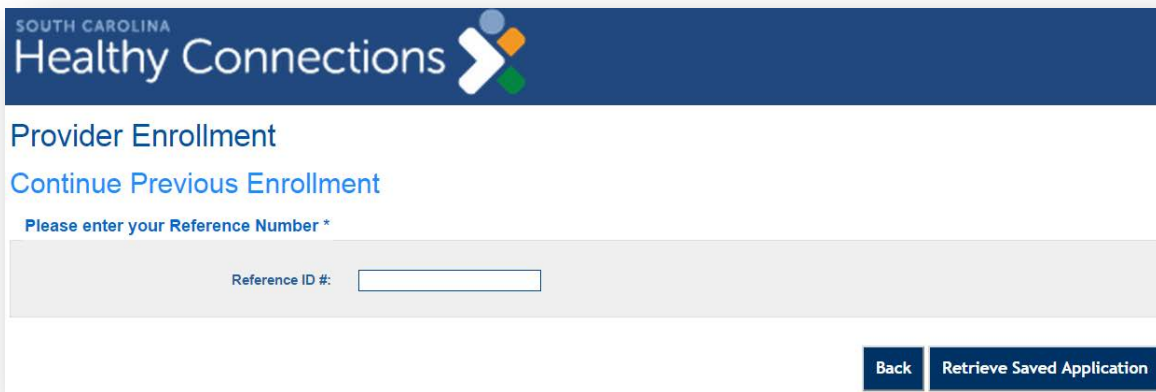 SOUTH CAROLINA
Healthy Connections
Provider Enrollment
Continue Previous Enrollment
Please enter your Reference Number *
Reference ID #:
Back Retrieve Saved Application